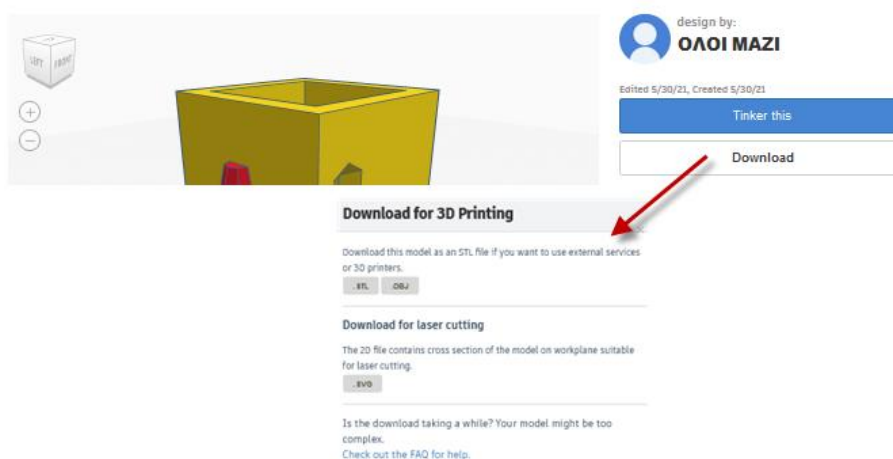 LEFT FRONT
design by:
ΟΛΟΙ ΜΑΖΙ
Edited 5/30/21, Created 5/30/21
Tinker this
Download
Download for 3D Printing
Download this model as an STL file if you want to use external services
or 3D printers.
.STL .OBJ
Download for laser cutting
The 2D file contains cross section of the model on workplane suitable
for laser cutting.
.SVG
Is the download taking a while? Your model might be too
complex.
Check out the FAQ for help.